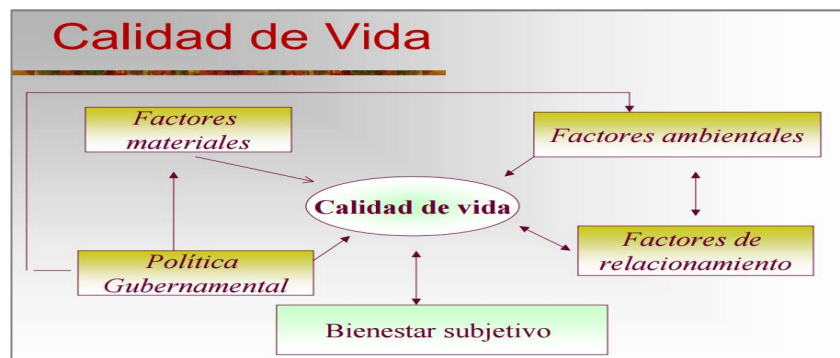 Calidad de Vida
Factores
materiales
Factores ambientales
Calidad de vida
Política
Gubernamental
Factores de
relacionamiento
Bienestar subjetivo